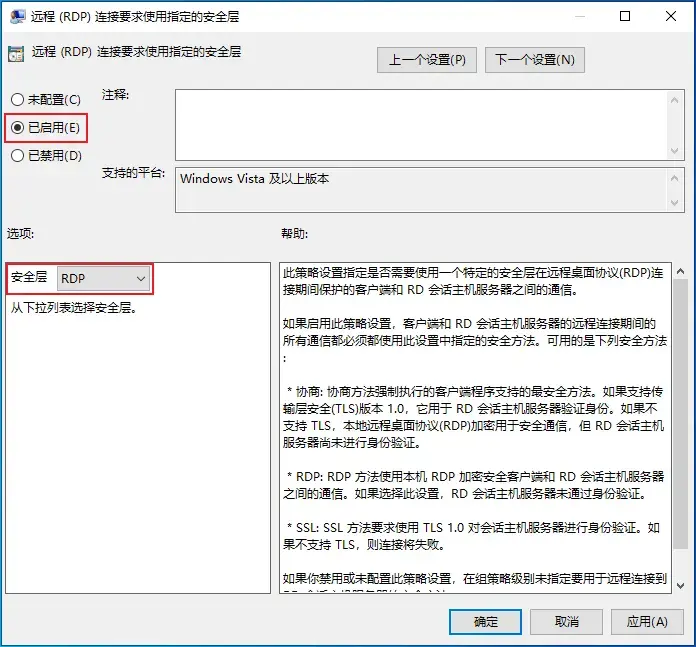 远程 (RDP) 连接要求使用指定的安全层
远程 (RDP) 连接要求使用指定的安全层
上一个设置(P)
下一个设置(N)
未配置(C)
注释:
已启用(E)
已禁用(D)
支持的平台:
Windows Vista 及以上版本
选项:
帮助:
安全层
RDP
从下拉列表选择安全层。
此策略设置指定是否需要使用一个特定的安全层在远程桌面协议(RDP)连
接期间保护的客户端和 RD 会话主机服务器之间的通信。
如果启用此策略设置，客户端和 RD 会话主机服务器的远程连接期间的
所有通信都必须都使用此设置中指定的安全方法。可用的是下列安全方法
:
* 协商: 协商方法强制执行的客户端程序支持的最安全方法。如果支持传
输层安全(TLS)版本 1.0，它用于 RD 会话主机服务器验证身份。如果不
支持 TLS，本地远程桌面协议(RDP)加密用于安全通信，但 RD 会话主机
服务器尚未进行身份验证。
* RDP: RDP 方法使用本机 RDP 加密安全客户端和 RD 会话主机服务器
之间的通信。如果选择此设置，RD 会话主机服务器未通过身份验证。
* SSL: SSL 方法要求使用 TLS 1.0 对会话主机服务器进行身份验证。如
果不支持 TLS，则连接将失败。
如果你禁用或未配置此策略设置，在组策略级别未指定要用于远程连接到
确定
取消
应用(A)